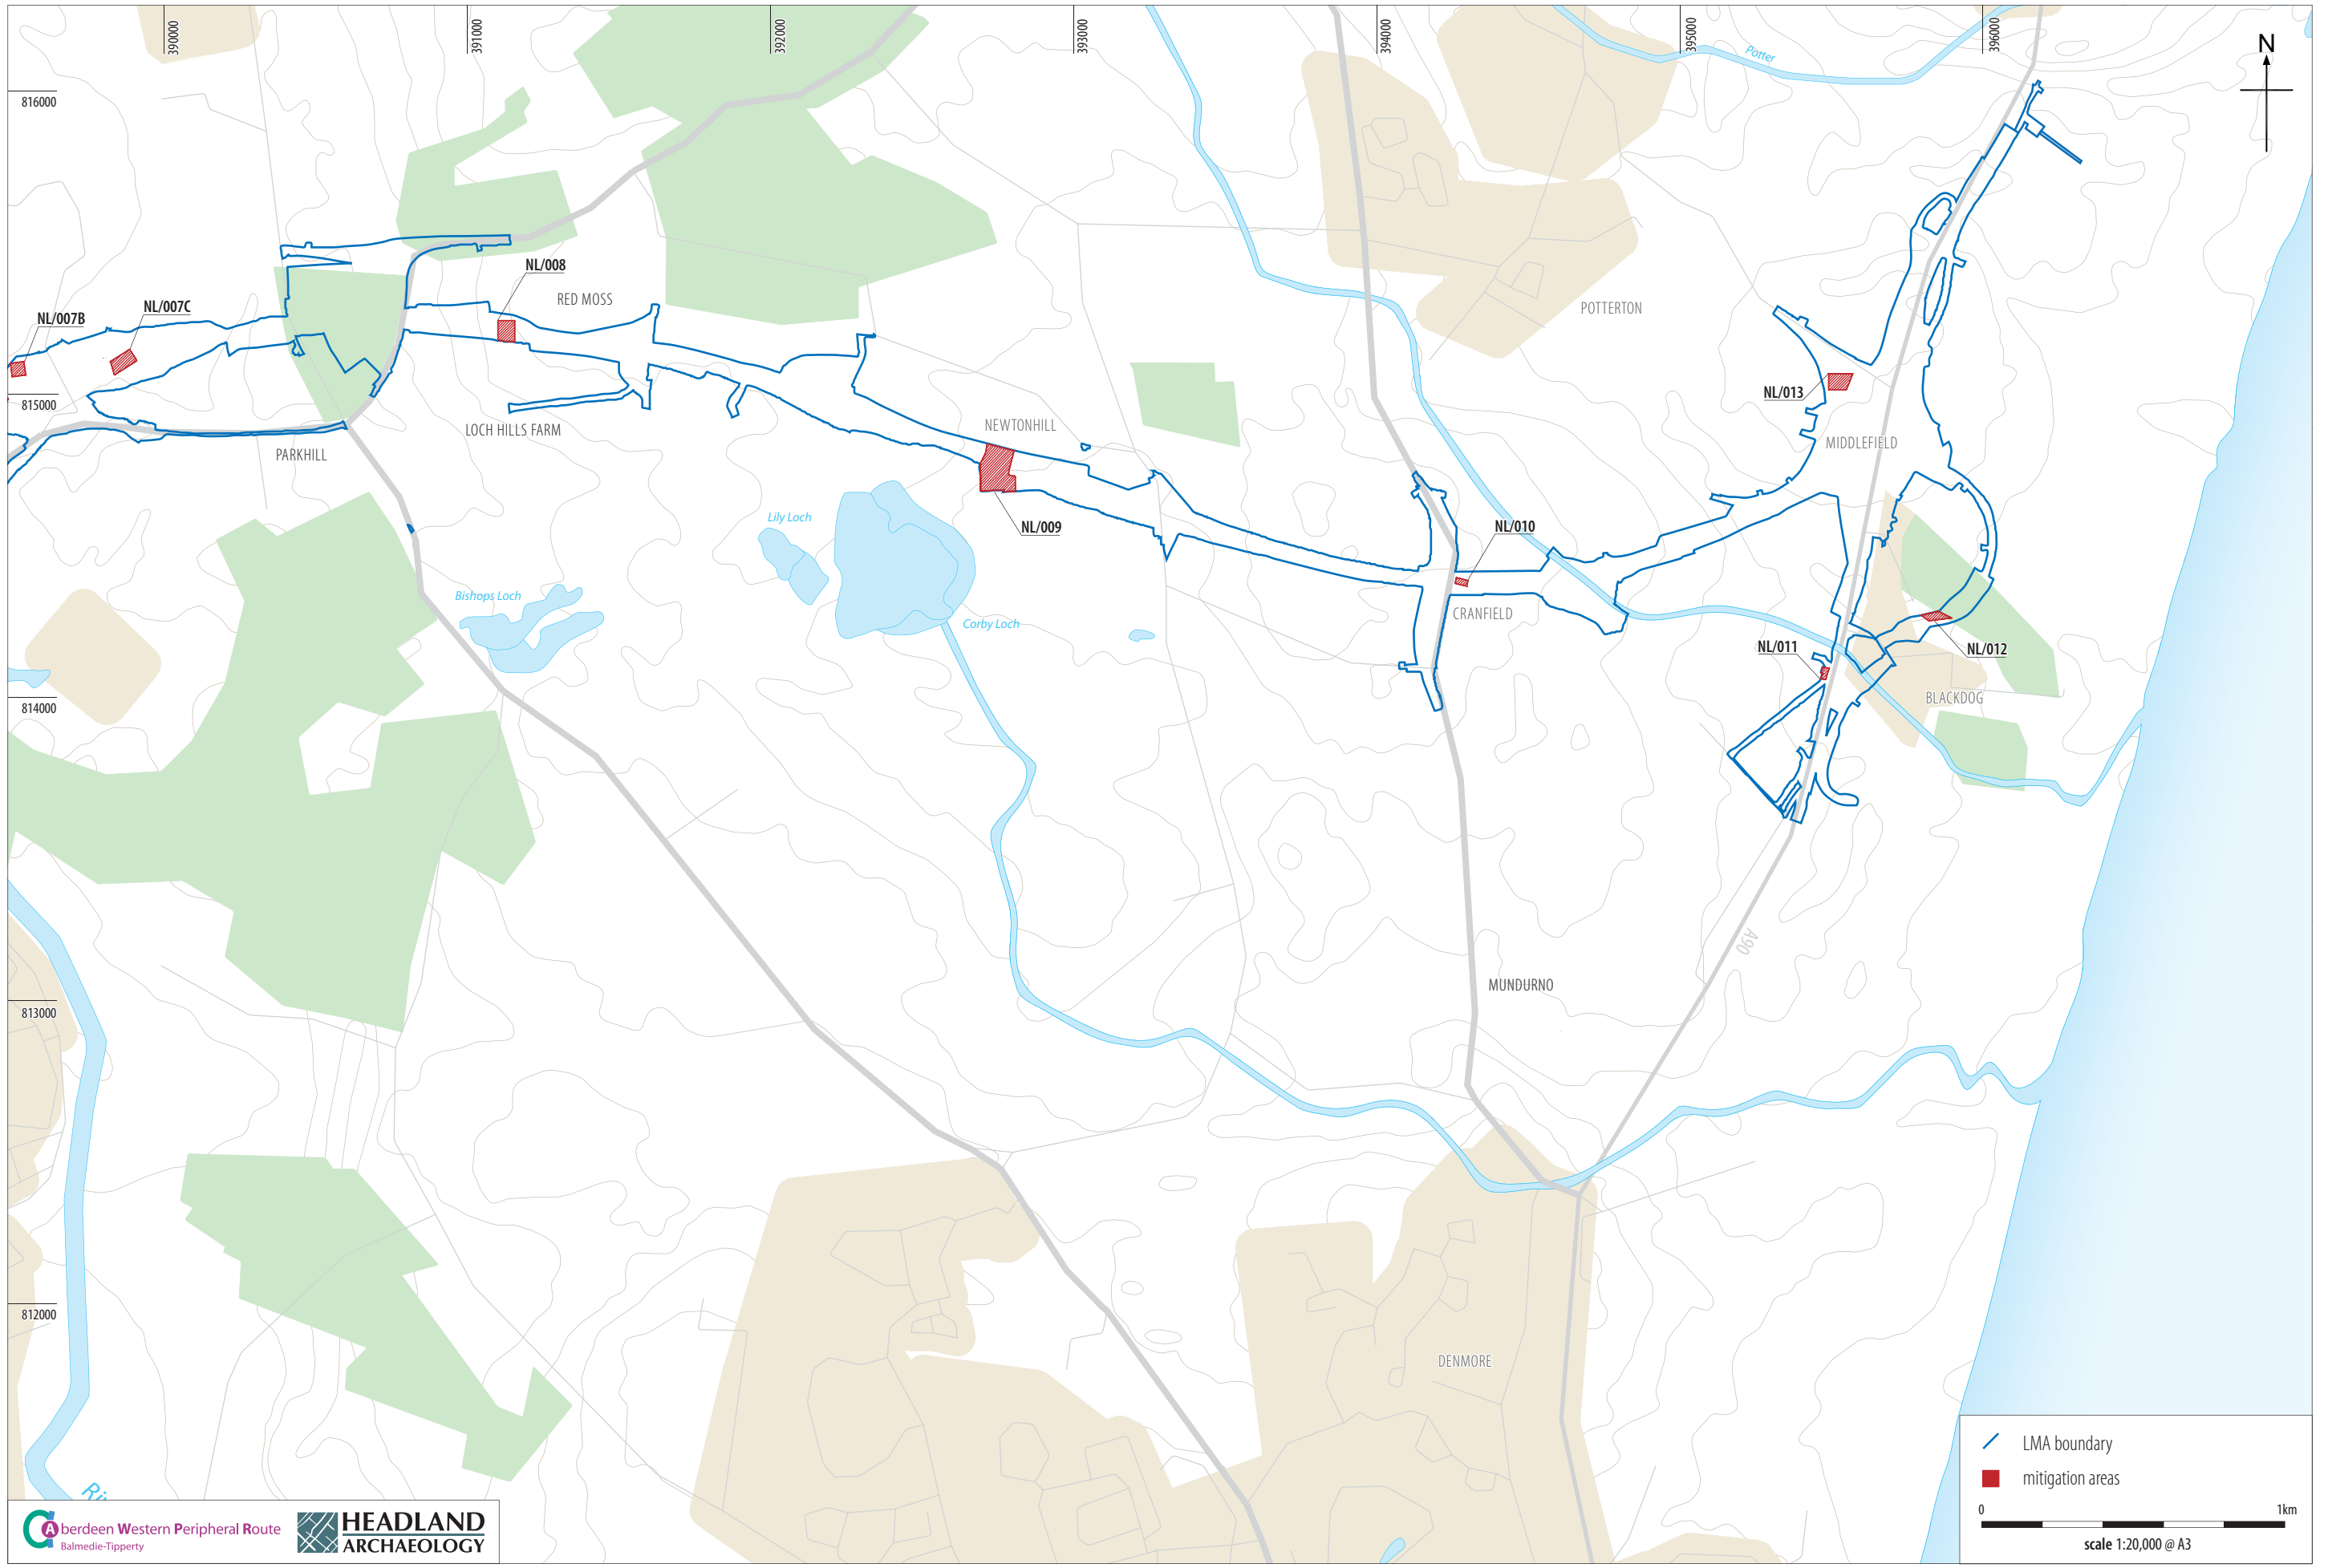 390000
391000
392000
393000
394000
395000
396000
N
Potter
816000
NL/008
RED MOSS
NL/007C
NL/007B
POTTERTON
NL/013
815000
LOCH HILLS FARM
NEWTONHILL
MIDDLEFIELD
PARKHILL
Lily Loch
NL/009
NL/010
Bishops Loch
CRANFIELD
Corby Loch
NL/011
NL/012
BLACKDOG
814000
A90
MUNDURNO
813000
812000
DENMORE
LMA boundary
mitigation areas
0 1km
scale 1:20,000 @ A3
Aberdeen Western Peripheral Route
Balmedie-Tipperty
HEADLAND
ARCHAEOLOGY